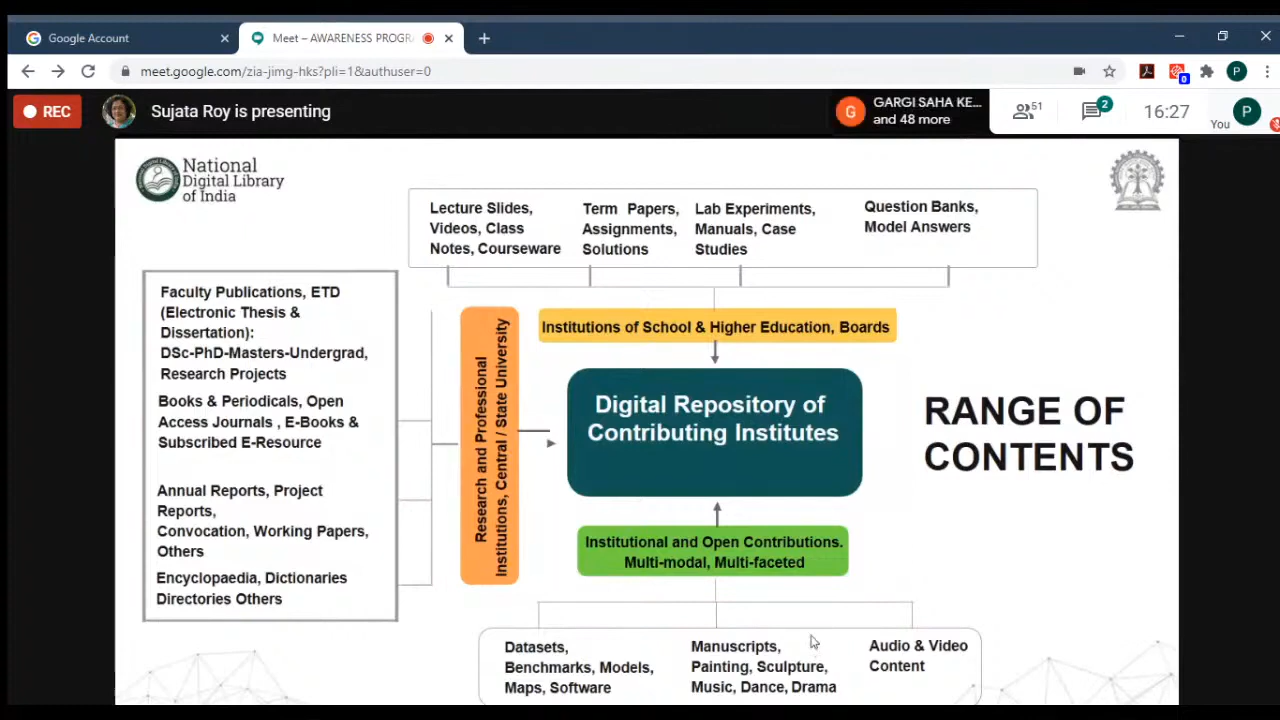 Google Account
Meet – AWARENESS PROGRA
meet.google.com/zia-jimg-hks?pli=1&authuser=0
0
P
REC
Sujata Roy is presenting
G
GARGI SAHA KE...
and 48 more
51
2
16:27
You
P
National
Digital Library
of India
Lecture Slides,
Videos, Class
Notes, Courseware
Term Papers,
Assignments,
Solutions
Lab Experiments,
Manuals, Case
Studies
Question Banks,
Model Answers
Faculty Publications, ETD
(Electronic Thesis &
Dissertation):
DSc-PhD-Masters-Undergrad,
Research Projects
Books & Periodicals, Open
Access Journals , E-Books &
Subscribed E-Resource
Annual Reports, Project
Reports,
Convocation, Working Papers,
Others
Encyclopaedia, Dictionaries
Directories Others
Research and Professional
Institutions, Central / State University
Institutions of School & Higher Education, Boards
Digital Repository of
Contributing Institutes
RANGE OF
CONTENTS
Institutional and Open Contributions.
Multi-modal, Multi-faceted
Datasets,
Benchmarks, Models,
Maps, Software
Manuscripts,
Painting, Sculpture,
Music, Dance, Drama
Audio & Video
Content